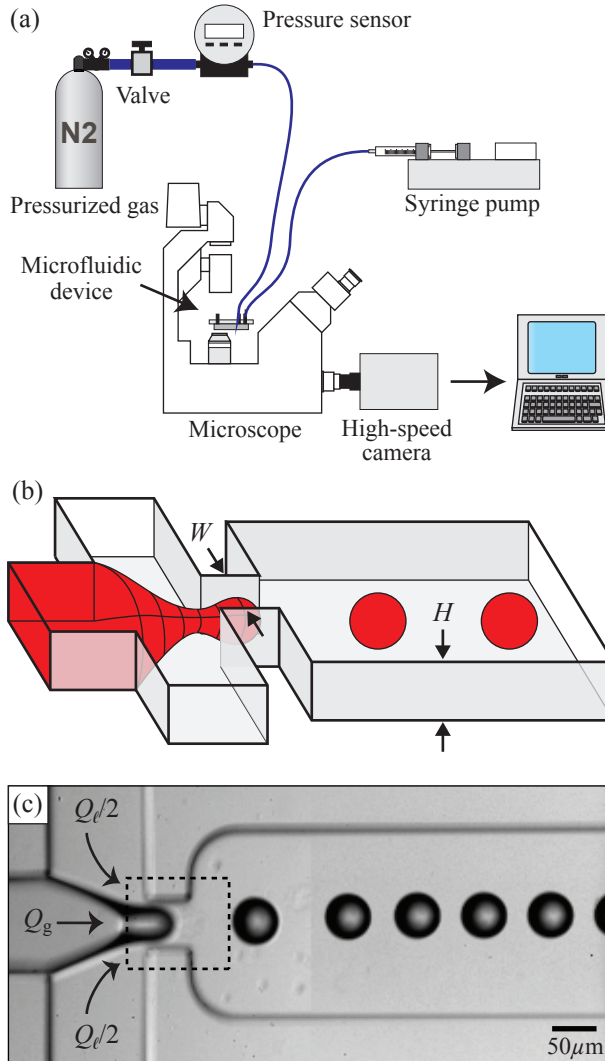 (a)
Pressure sensor
Valve
N2
Pressurized gas
Syringe pump
Microfluidic
device
Microscope
High-speed
camera
(b)
W
H
(c)
Qℓ/2
Qg
Qℓ/2
50µm